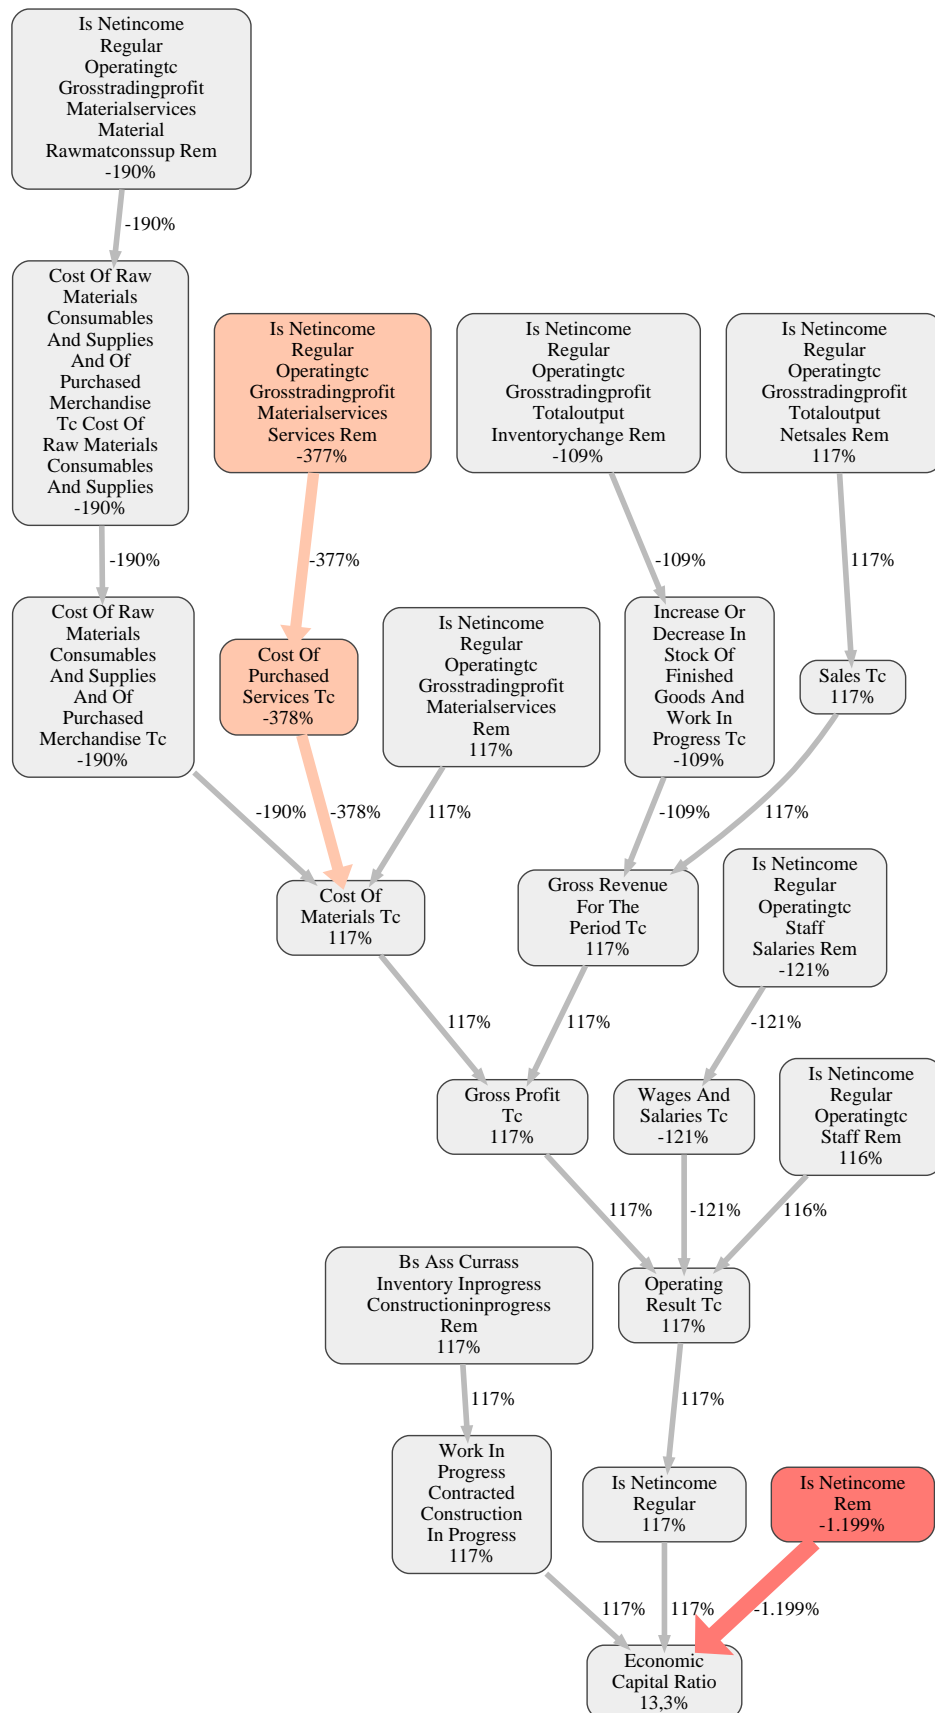 Is Netincome
Regular
Operatingtc
Grosstradingprofit
Materialservices
Material
Rawmatconssup Rem
-190%
-190%
Cost Of Raw
Materials
Consumables
And Supplies
And Of
Purchased
Merchandise
Tc Cost Of
Raw Materials
Consumables
And Supplies
-190%
Is Netincome
Regular
Operatingtc
Grosstradingprofit
Materialservices
Services Rem
-377%
Is Netincome
Regular
Operatingtc
Grosstradingprofit
Totaloutput
Inventorychange Rem
-109%
Is Netincome
Regular
Operatingtc
Grosstradingprofit
Totaloutput
Netsales Rem
117%
-190%
-377%
-109%
117%
Cost Of Raw
Materials
Consumables
And Supplies
And Of
Purchased
Merchandise Tc
-190%
Cost Of
Purchased
Services Tc
-378%
Is Netincome
Regular
Operatingtc
Grosstradingprofit
Materialservices
Rem
117%
Increase Or
Decrease In
Stock Of
Finished
Goods And
Work In
Progress Tc
-109%
Sales Tc
117%
-190%
-378%
117%
-109%
117%
Cost Of
Materials Tc
117%
Gross Revenue
For The
Period Tc
117%
Is Netincome
Regular
Operatingtc
Staff
Salaries Rem
-121%
117%
117%
-121%
Gross Profit
Tc
117%
Wages And
Salaries Tc
-121%
Is Netincome
Regular
Operatingtc
Staff Rem
116%
117%
-121%
116%
Bs Ass Currass
Inventory Inprogress
Constructioninprogress
Rem
117%
Operating
Result Tc
117%
117%
117%
Work In
Progress
Contracted
Construction
In Progress
117%
Is Netincome
Regular
117%
Is Netincome
Rem
-1.199%
117%
117%
-1.199%
Economic
Capital Ratio
13,3%